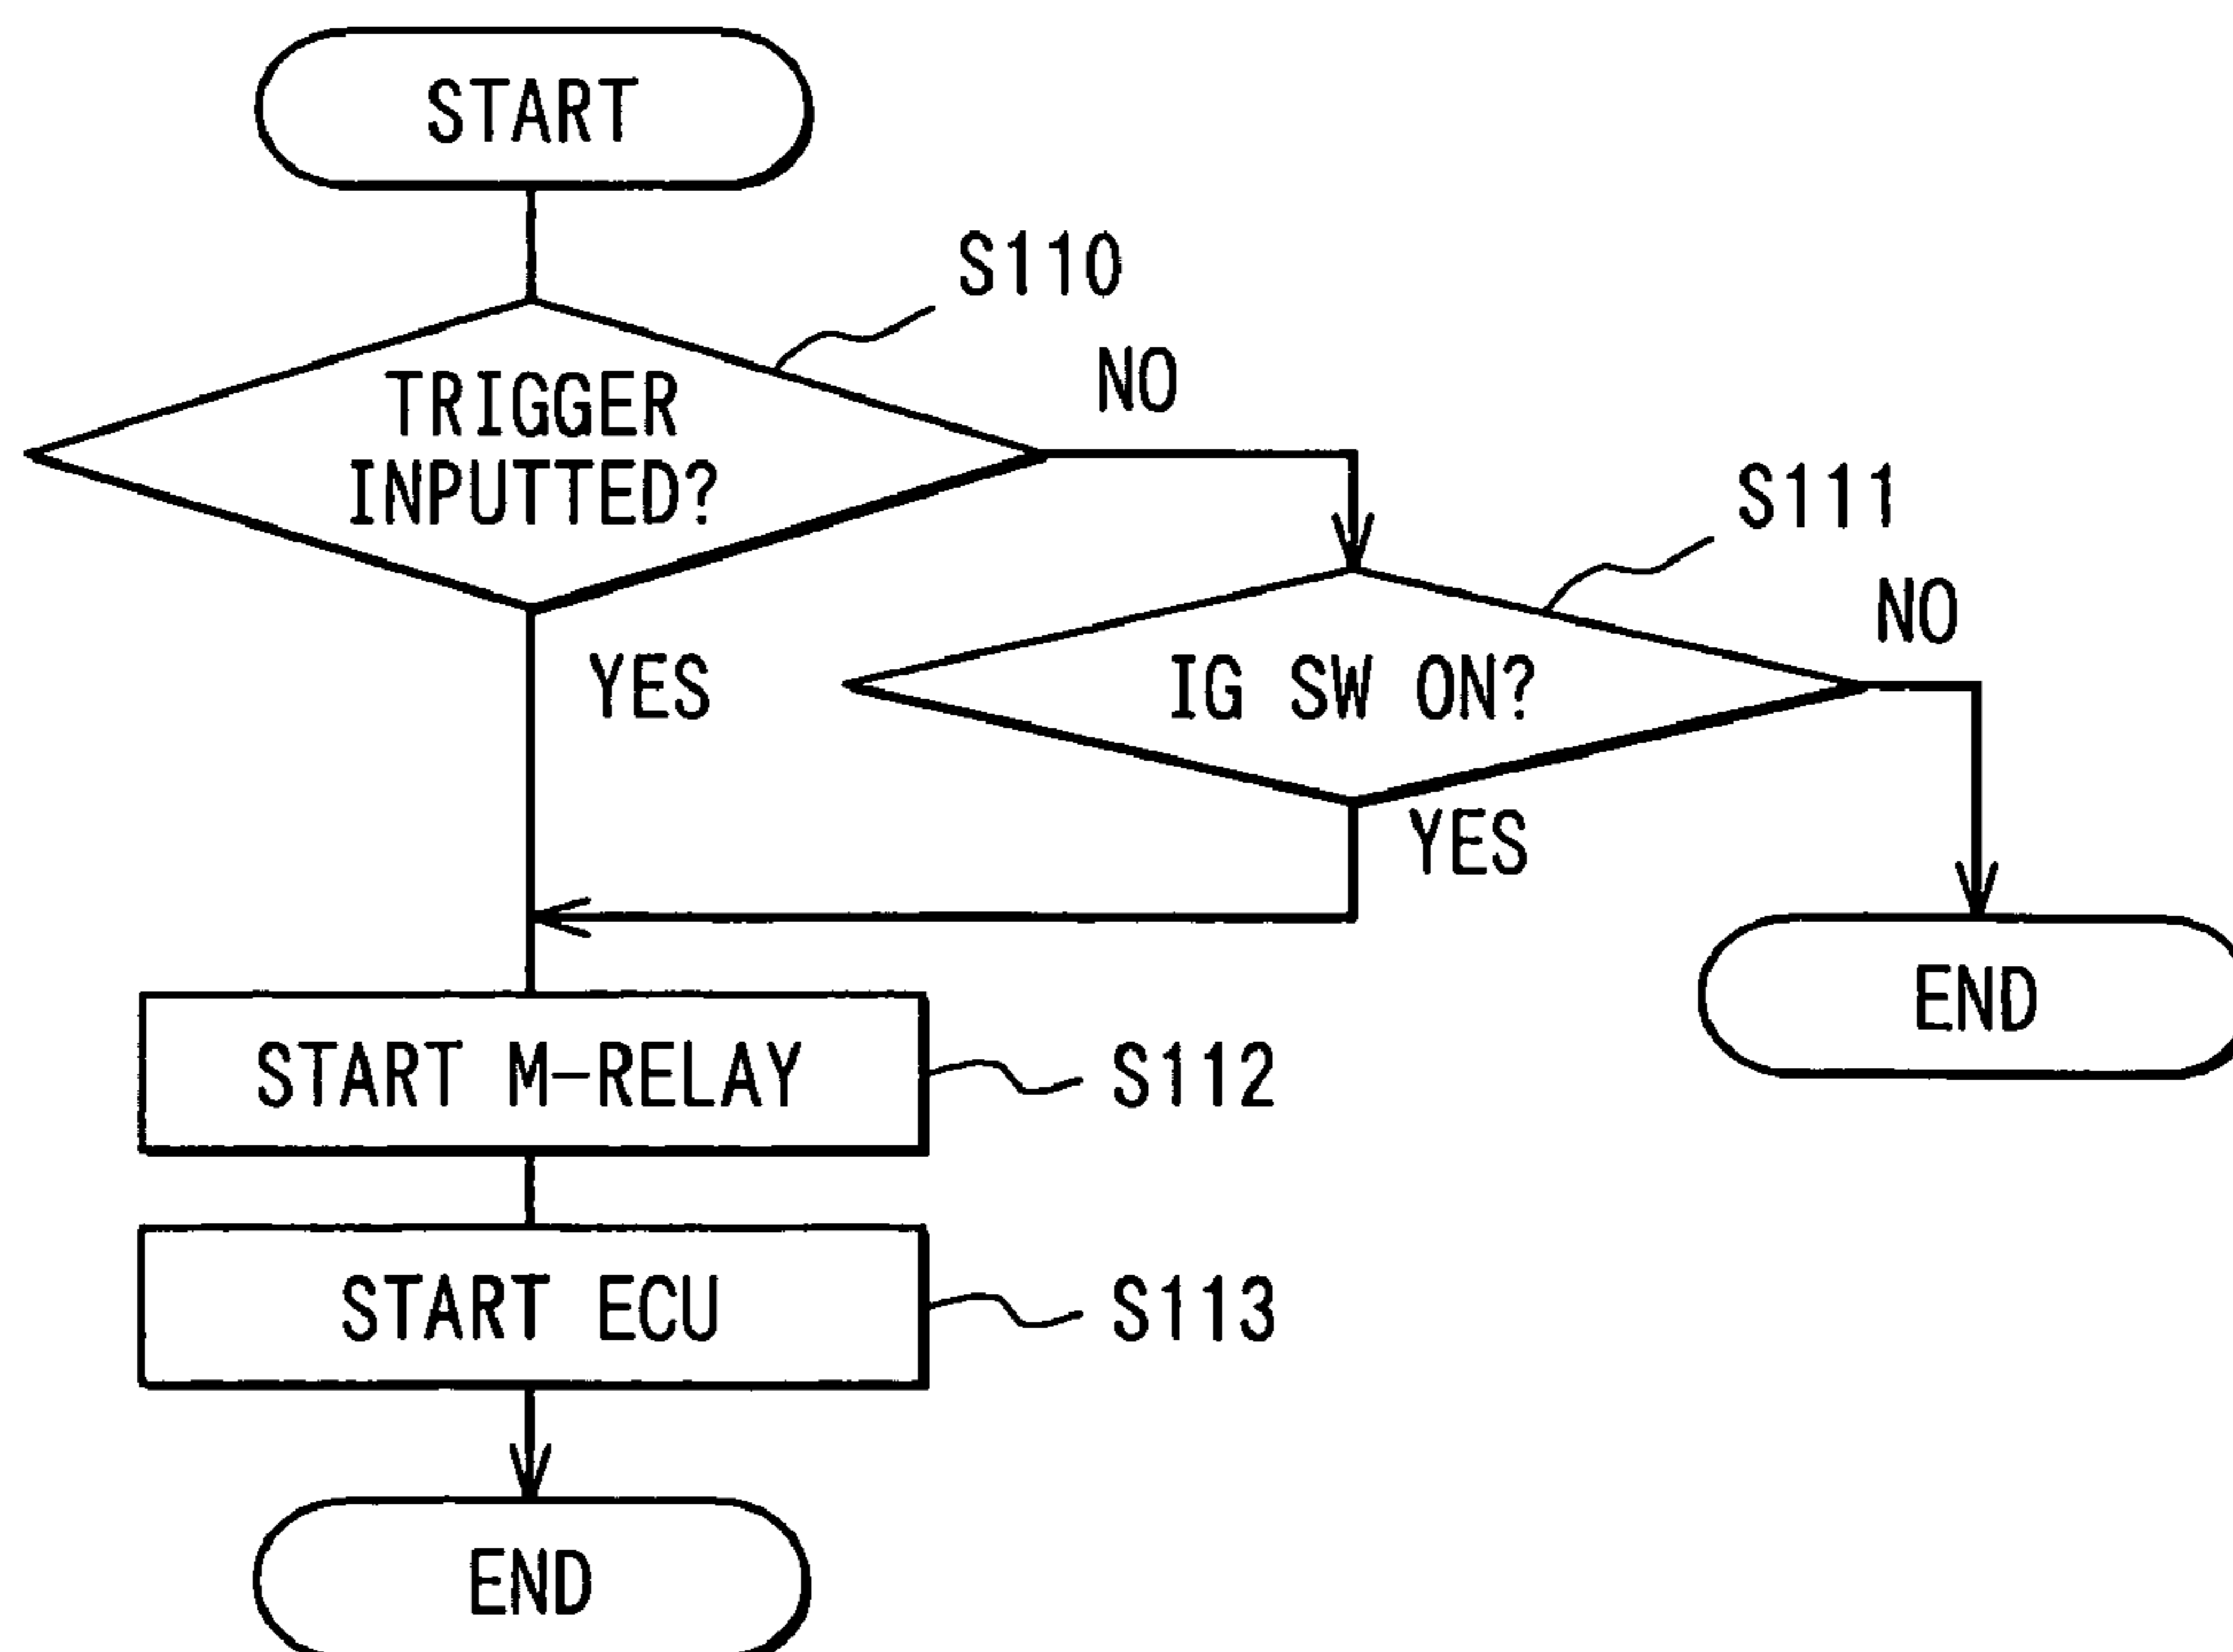 START
S110
NO
TRIGGER
INPUTTED?
S111
NO
YES
IG SW ON?
YES
END
START M-RELAY
S112
START ECU
S113
END